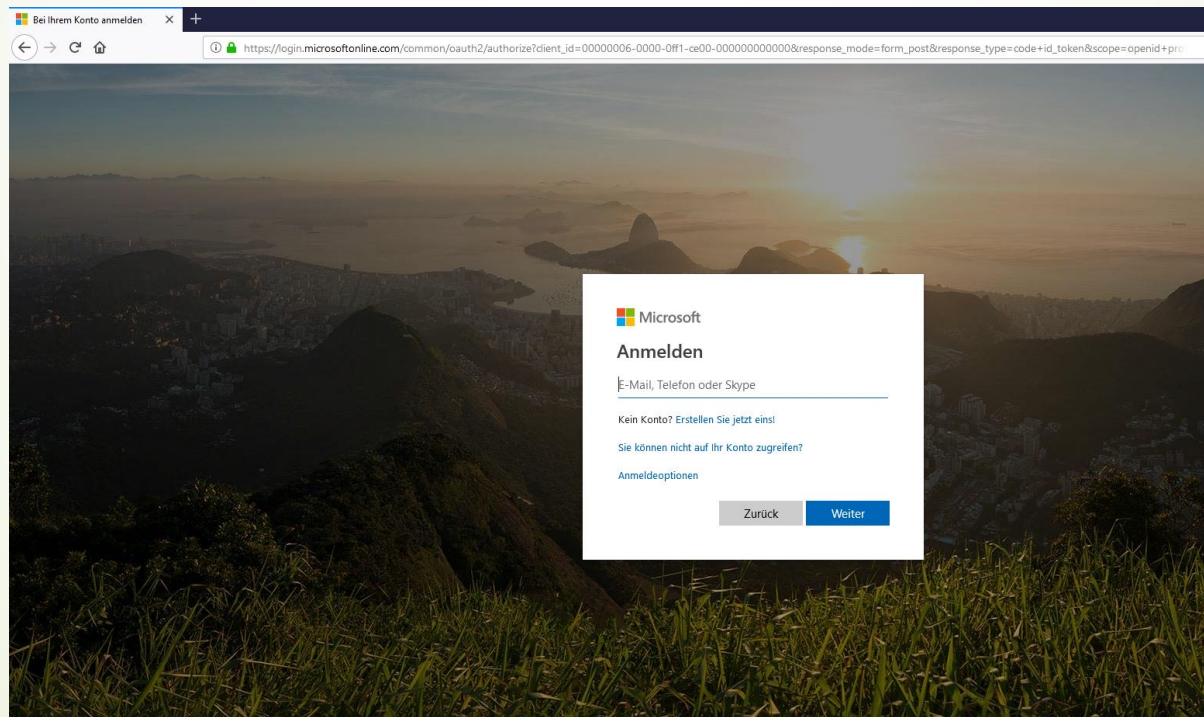 Bei Ihrem Konto anmelden
https://login.microsoftonline.com/common/oauth2/authorize?client_id=00000006-0000-0ff1-ce00-000000000000&response_mode=form_post&response_type=code+id_token&scope=openid+pro
Microsoft
Anmelden
E-Mail, Telefon oder Skype
Kein Konto? Erstellen Sie jetzt eins!
Sie können nicht auf Ihr Konto zugreifen?
Anmeldeoptionen
Zurück Weiter